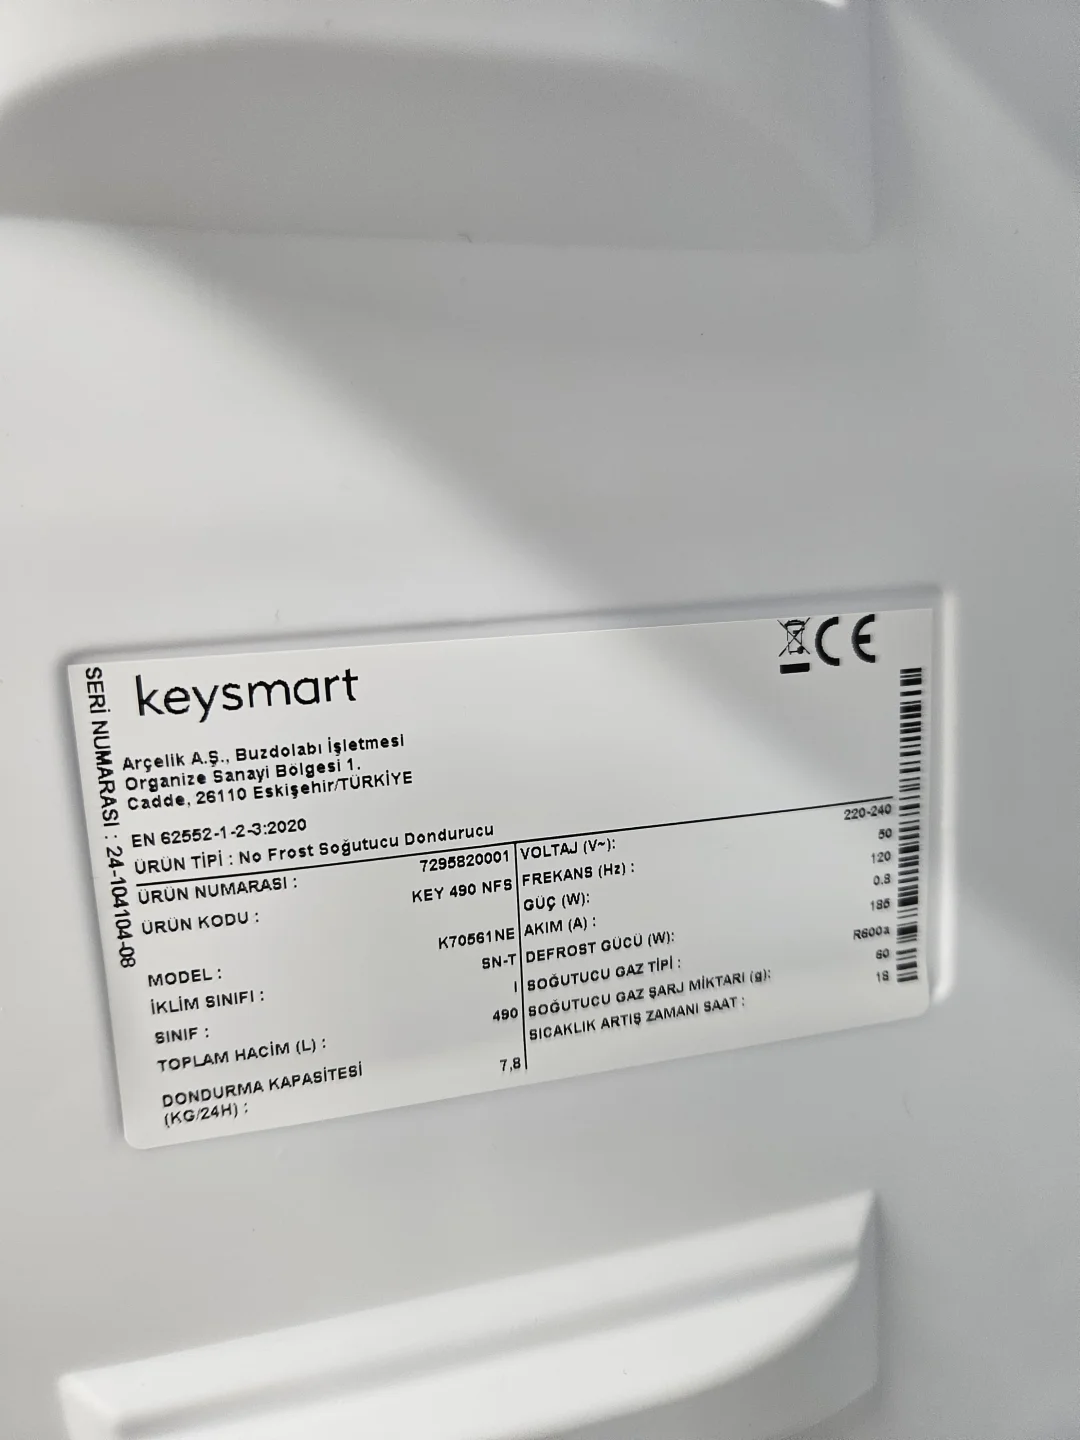 keysmart
CE
Arçelik A.Ş., Buzdolabı İşletmesi
Organize Sanayi Bölgesi 1.
Cadde, 26110 Eskişehir/TÜRKİYE
EN 62552-1-2-3:2020
ÜRÜN TİPİ : No Frost Soğutucu Dondurucu
ÜRÜN NUMARASI : 7295820001
ÜRÜN KODU : KEY 490 NFS
MODEL : K70561NE
İKLİM SINIFI : SN-T
SINIF : I
TOPLAM HACİM (L) : 490
DONDURMA KAPASİTESİ
(KG/24H) : 7,8
VOLTAJ (V~): 220-240
FREKANS (Hz) : 50
GÜÇ (W): 120
AKIM (A) : 0,8
DEFROST GÜCÜ (W): 185
SOĞUTUCU GAZ TİPİ : R600a
SOĞUTUCU GAZ ŞARJ MİKTARI (g): 60
SICAKLIK ARTIŞ ZAMANI SAAT : 18
SERİ NUMARASI : 24-104104-08